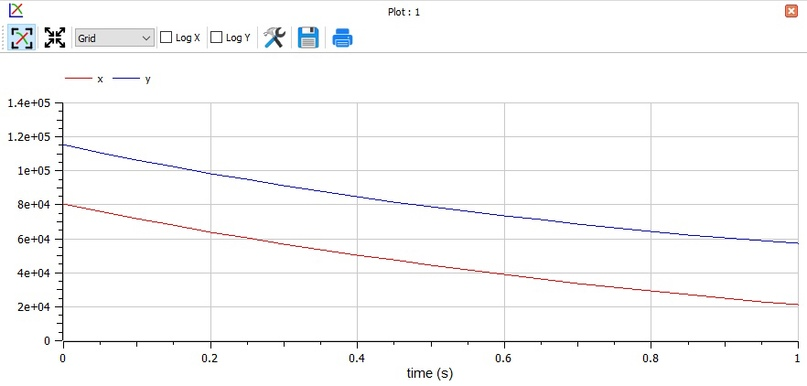 Plot : 1
Grid Log X Log Y
x y
1.4e+05
1.2e+05
1e+05
8e+04
6e+04
4e+04
2e+04
0
0 0.2 0.4 0.6 0.8 1
time (s)